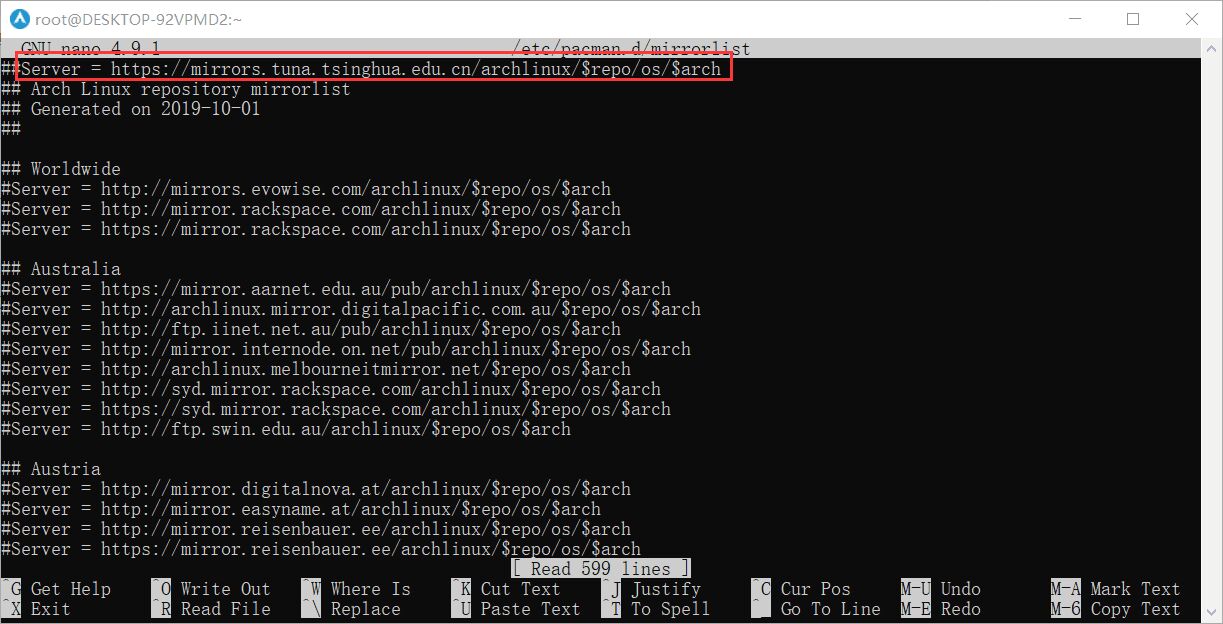 root@DESKTOP-92VPMD2:~
GNU nano 4.9.1 /etc/pacman.d/mirrorlist
##Server = https://mirrors.tuna.tsinghua.edu.cn/archlinux/$repo/os/$arch
## Arch Linux repository mirrorlist
## Generated on 2019-10-01
##
## Worldwide
#Server = http://mirrors.evowise.com/archlinux/$repo/os/$arch
#Server = http://mirror.rackspace.com/archlinux/$repo/os/$arch
#Server = https://mirror.rackspace.com/archlinux/$repo/os/$arch
## Australia
#Server = https://mirror.aarnet.edu.au/pub/archlinux/$repo/os/$arch
#Server = http://archlinux.mirror.digitalpacific.com.au/$repo/os/$arch
#Server = http://ftp.iinet.net.au/pub/archlinux/$repo/os/$arch
#Server = http://mirror.internode.on.net/pub/archlinux/$repo/os/$arch
#Server = http://archlinux.melbourneitmirror.net/$repo/os/$arch
#Server = http://syd.mirror.rackspace.com/archlinux/$repo/os/$arch
#Server = https://syd.mirror.rackspace.com/archlinux/$repo/os/$arch
#Server = http://ftp.swin.edu.au/archlinux/$repo/os/$arch
## Austria
#Server = http://mirror.digitalnova.at/archlinux/$repo/os/$arch
#Server = http://mirror.easyname.at/archlinux/$repo/os/$arch
#Server = http://mirror.reisenbauer.ee/archlinux/$repo/os/$arch
#Server = https://mirror.reisenbauer.ee/archlinux/$repo/os/$arch
[ Read 599 lines ]
^G Get Help ^O Write Out ^W Where Is ^K Cut Text ^J Justify ^C Cur Pos M-U Undo M-A Mark Text
^X Exit ^R Read File ^\ Replace ^U Paste Text ^T To Spell ^_ Go To Line M-E Redo M-6 Copy Text